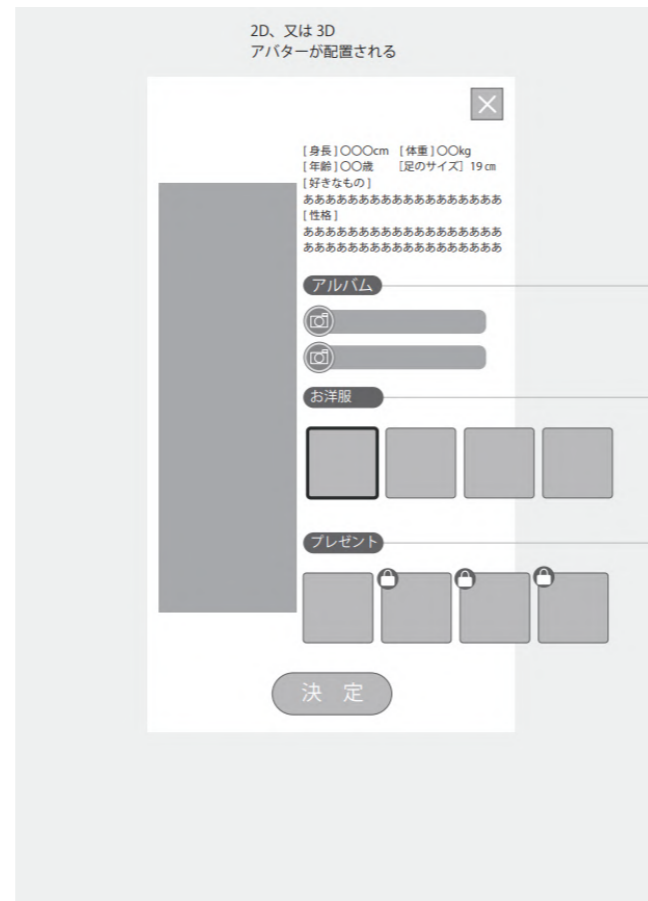 2D、又は 3D
アバターが配置される
[ 身長 ] 〇〇〇cm [ 体重 ] 〇〇kg
[ 年齢 ] 〇〇歳 [足のサイズ] 19 ㎝
[ 好きなもの ]
ああああああああああああああああああ
[ 性格 ]
ああああああああああああああああああ
ああああああああああああああああああ
アルバム
お洋服
プレゼント
決 定